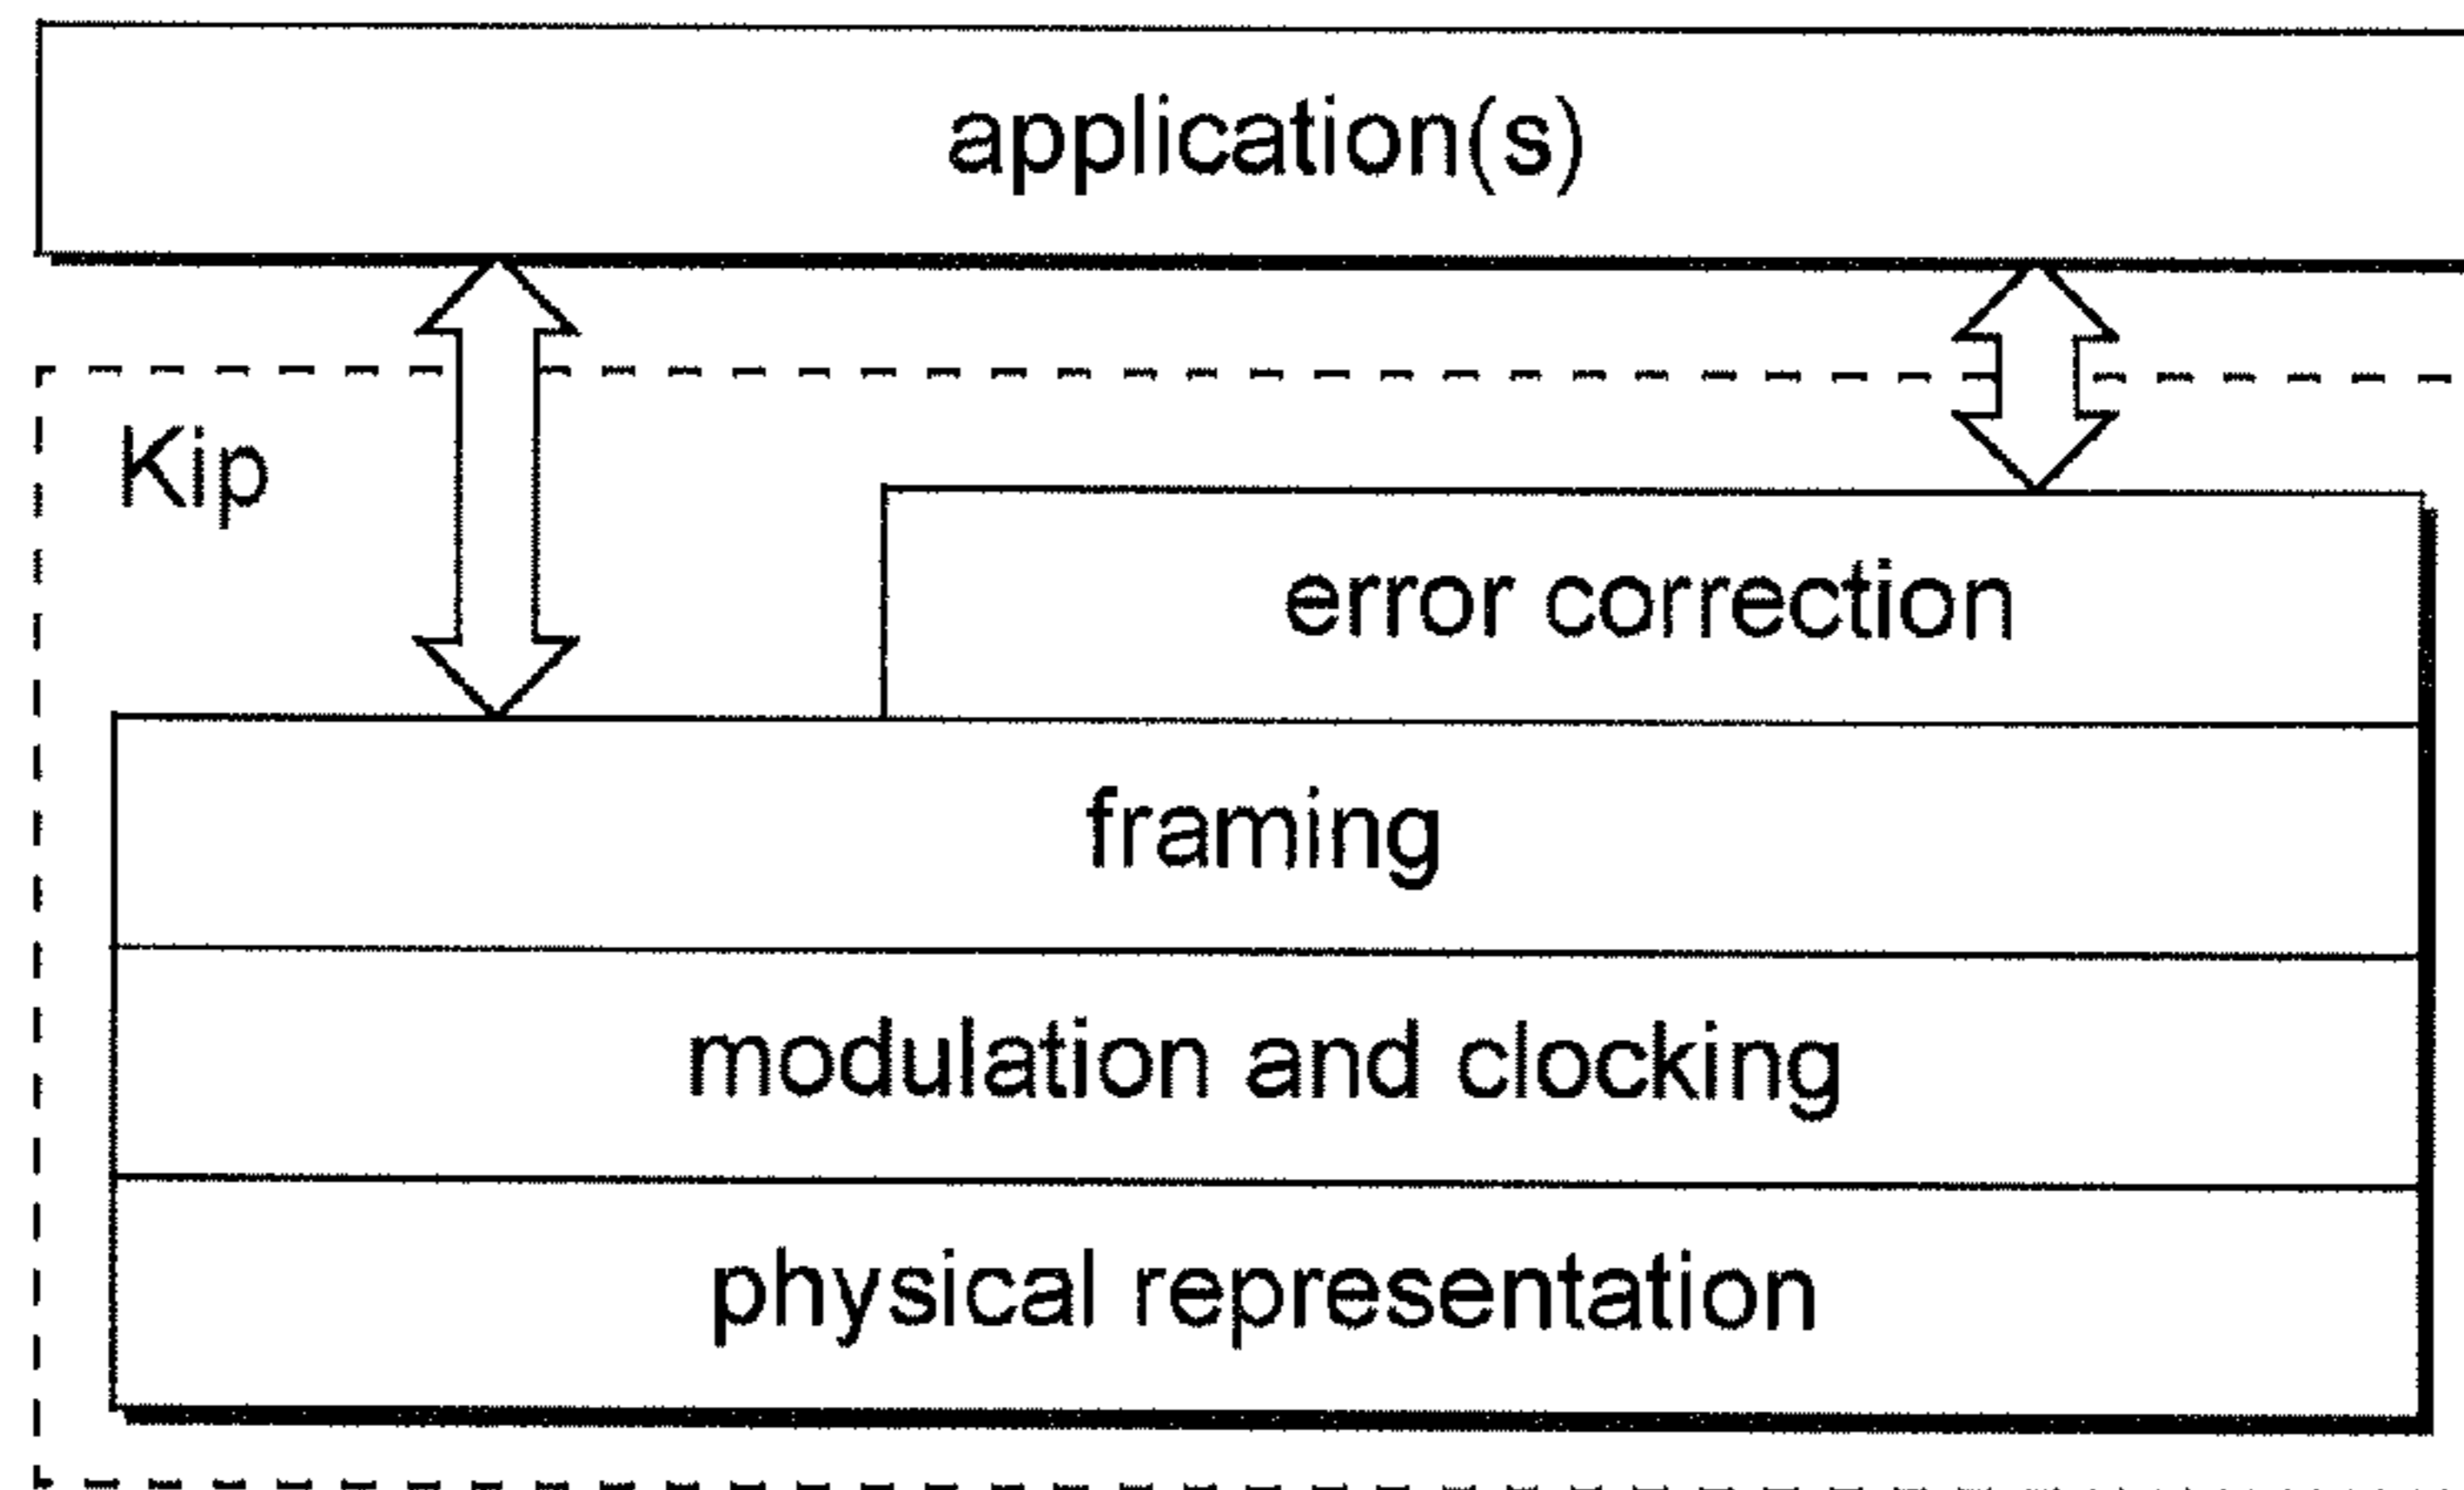 application(s)
Kip
error correction
framing
modulation and clocking
physical representation